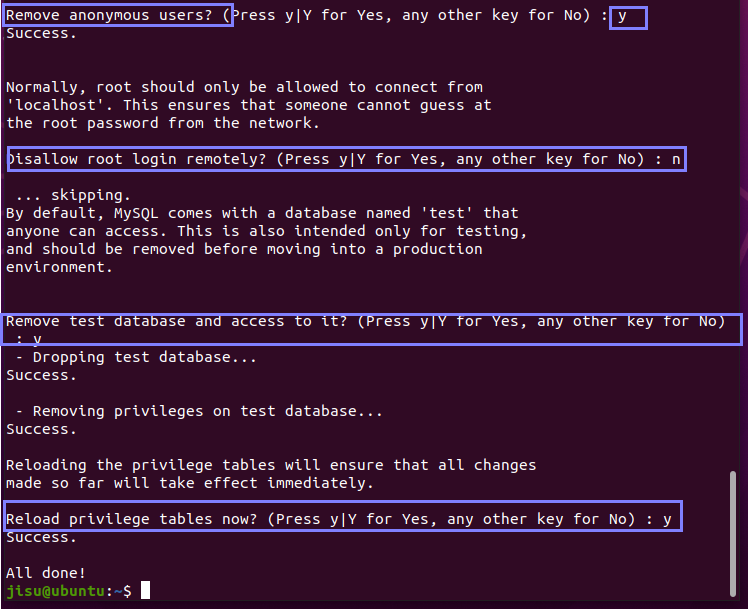 Remove anonymous users? (Press y|Y for Yes, any other key for No) : y
Success.
Normally, root should only be allowed to connect from
'localhost'. This ensures that someone cannot guess at
the root password from the network.
Disallow root login remotely? (Press y|Y for Yes, any other key for No) : n
... skipping.
By default, MySQL comes with a database named 'test' that
anyone can access. This is also intended only for testing,
and should be removed before moving into a production
environment.
Remove test database and access to it? (Press y|Y for Yes, any other key for No)
: y
- Dropping test database...
Success.
- Removing privileges on test database...
Success.
Reloading the privilege tables will ensure that all changes
made so far will take effect immediately.
Reload privilege tables now? (Press y|Y for Yes, any other key for No) : y
Success.
All done!
jisu@ubuntu:~$